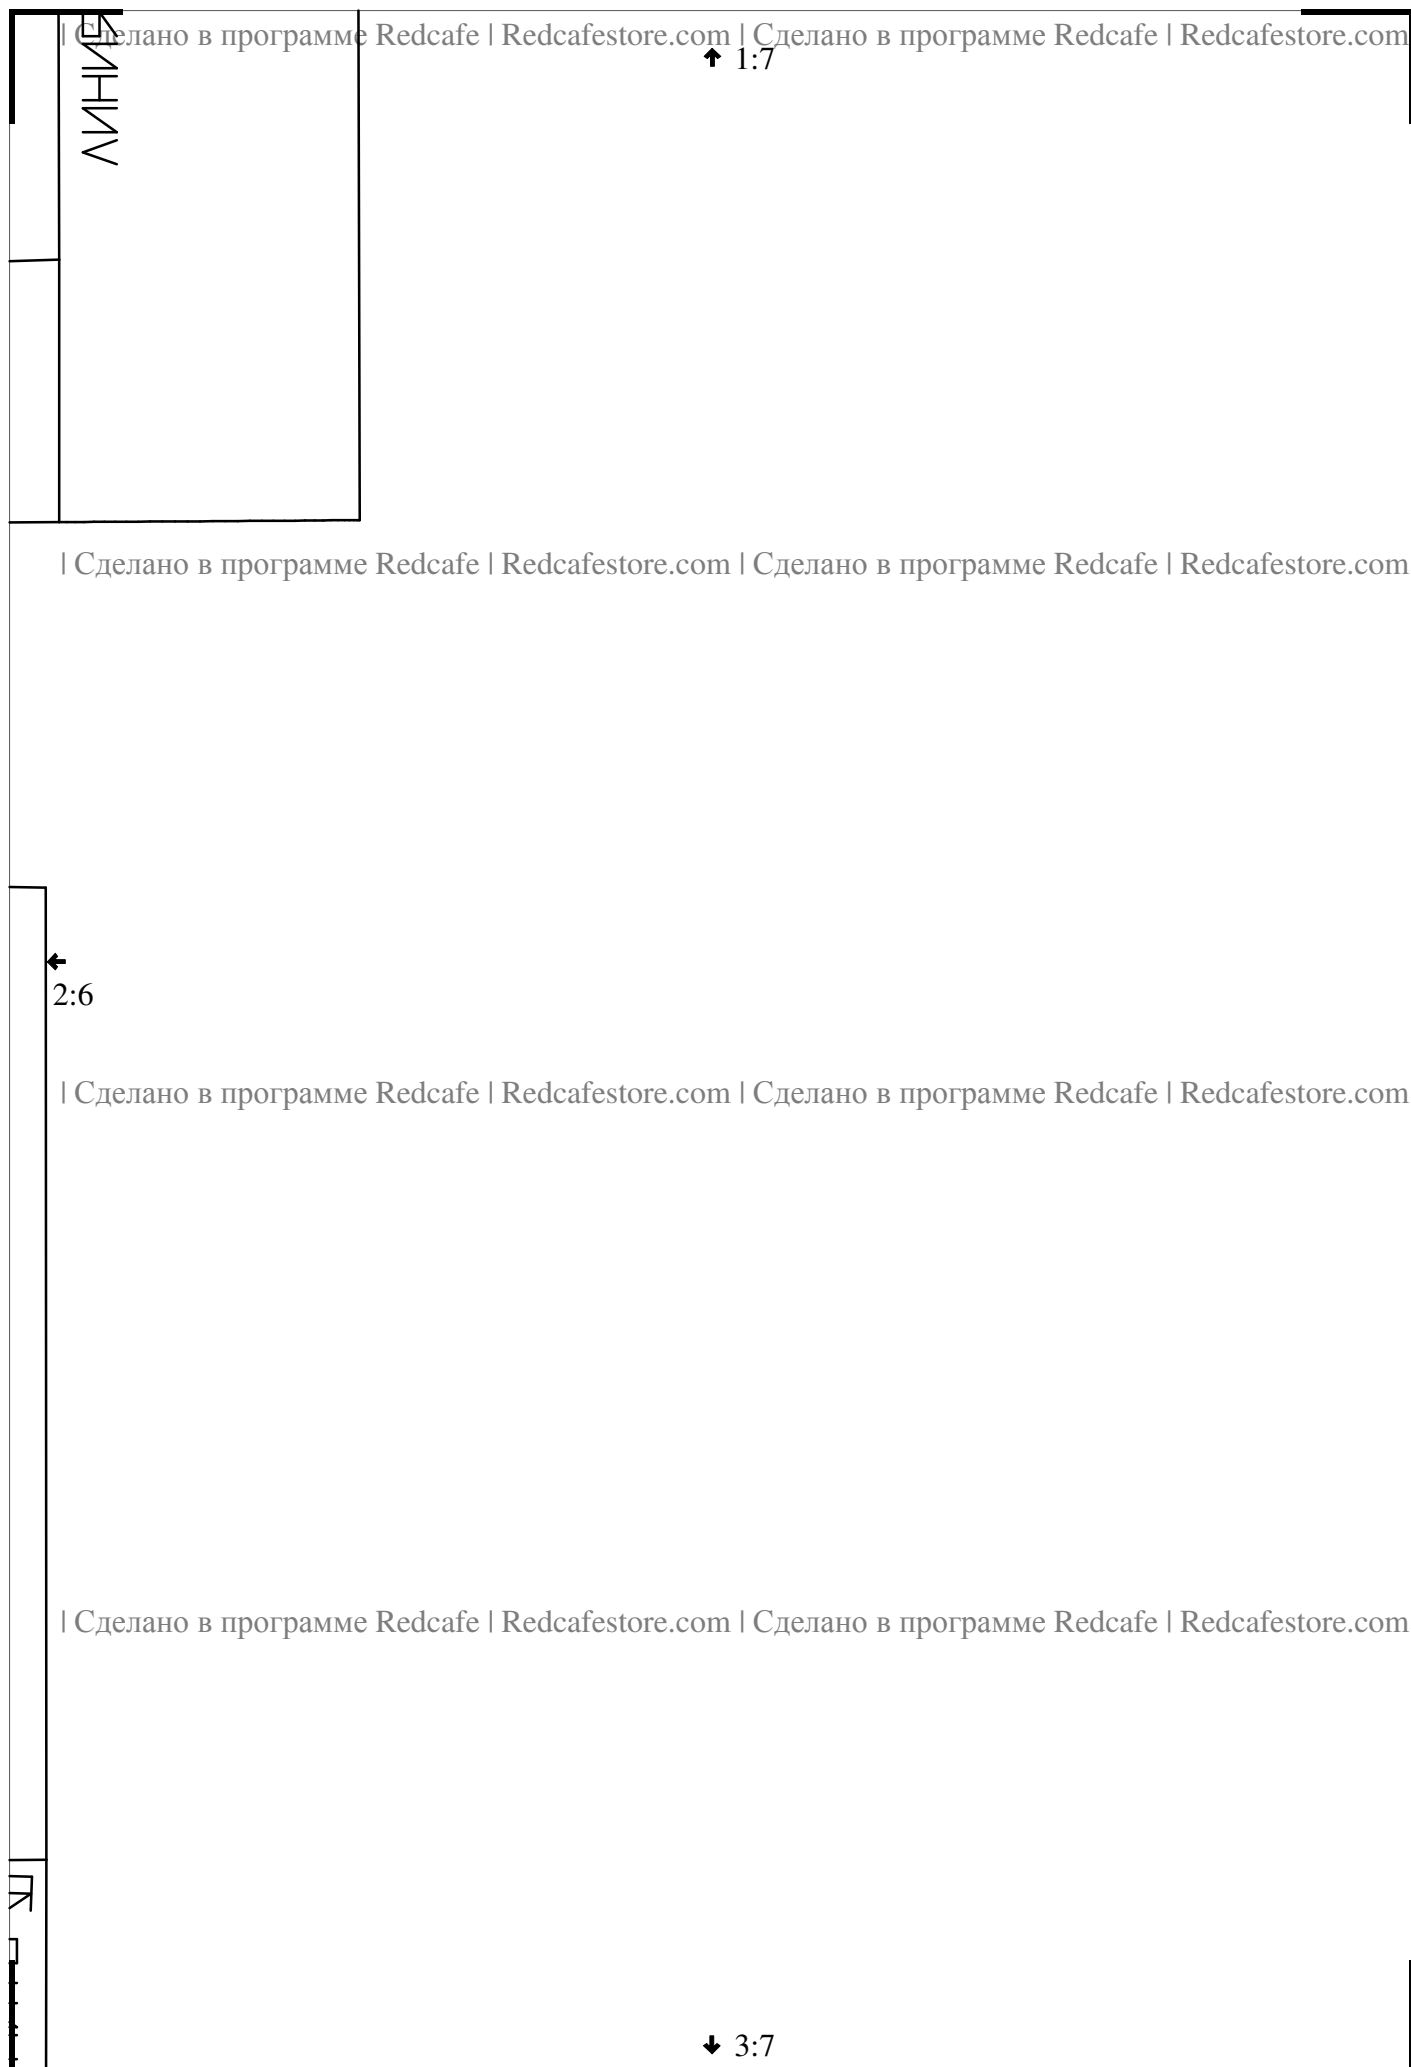 | Сделано в программе Redcafe | Redcafestore.com | Сделано в программе Redcafe | Redcafestore.com
1:7
ЛИНИЯ
| Сделано в программе Redcafe | Redcafestore.com | Сделано в программе Redcafe | Redcafestore.com
2:6
| Сделано в программе Redcafe | Redcafestore.com | Сделано в программе Redcafe | Redcafestore.com
| Сделано в программе Redcafe | Redcafestore.com | Сделано в программе Redcafe | Redcafestore.com
3:7